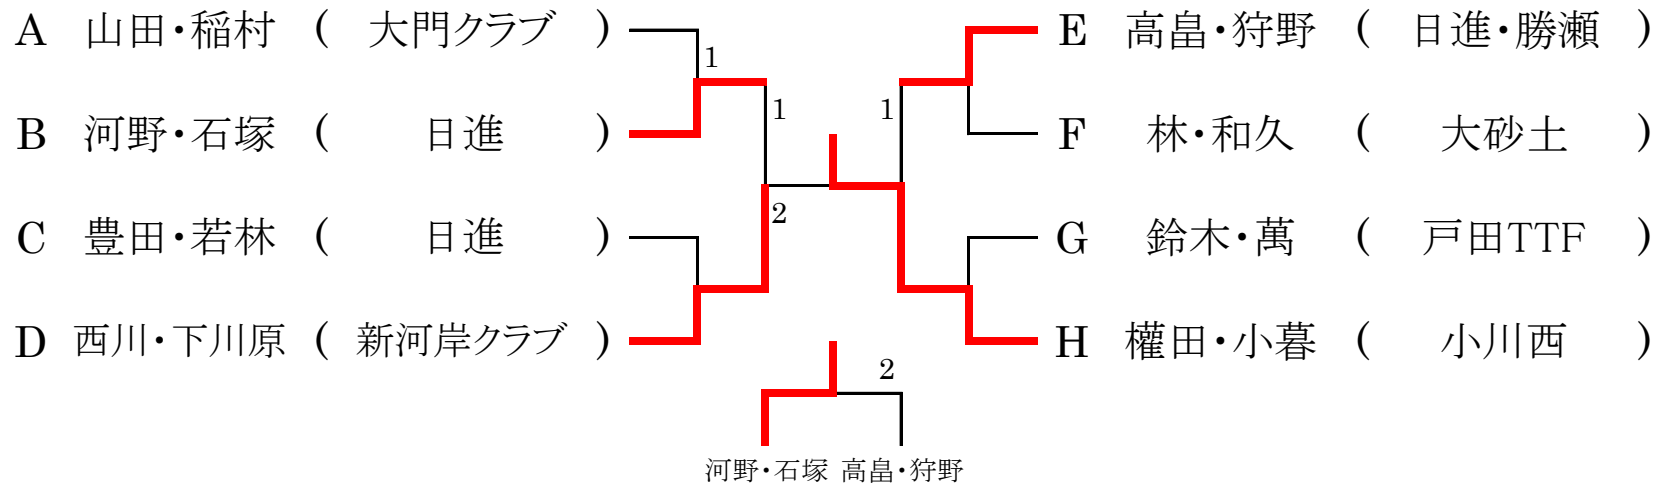 A 山田・稲村 ( 大門クラブ ) E 高畠・狩野 ( 日進・勝瀬 )
1
B 河野・石塚 ( 日進 ) 1 1 F 林・和久 ( 大砂土 )
C 豊田・若林 ( 日進 ) 2 G 鈴木・萬 ( 戸田TTF )
D 西川・下川原 ( 新河岸クラブ ) H 權田・小暮 ( 小川西 )
2
河野・石塚 高畠・狩野